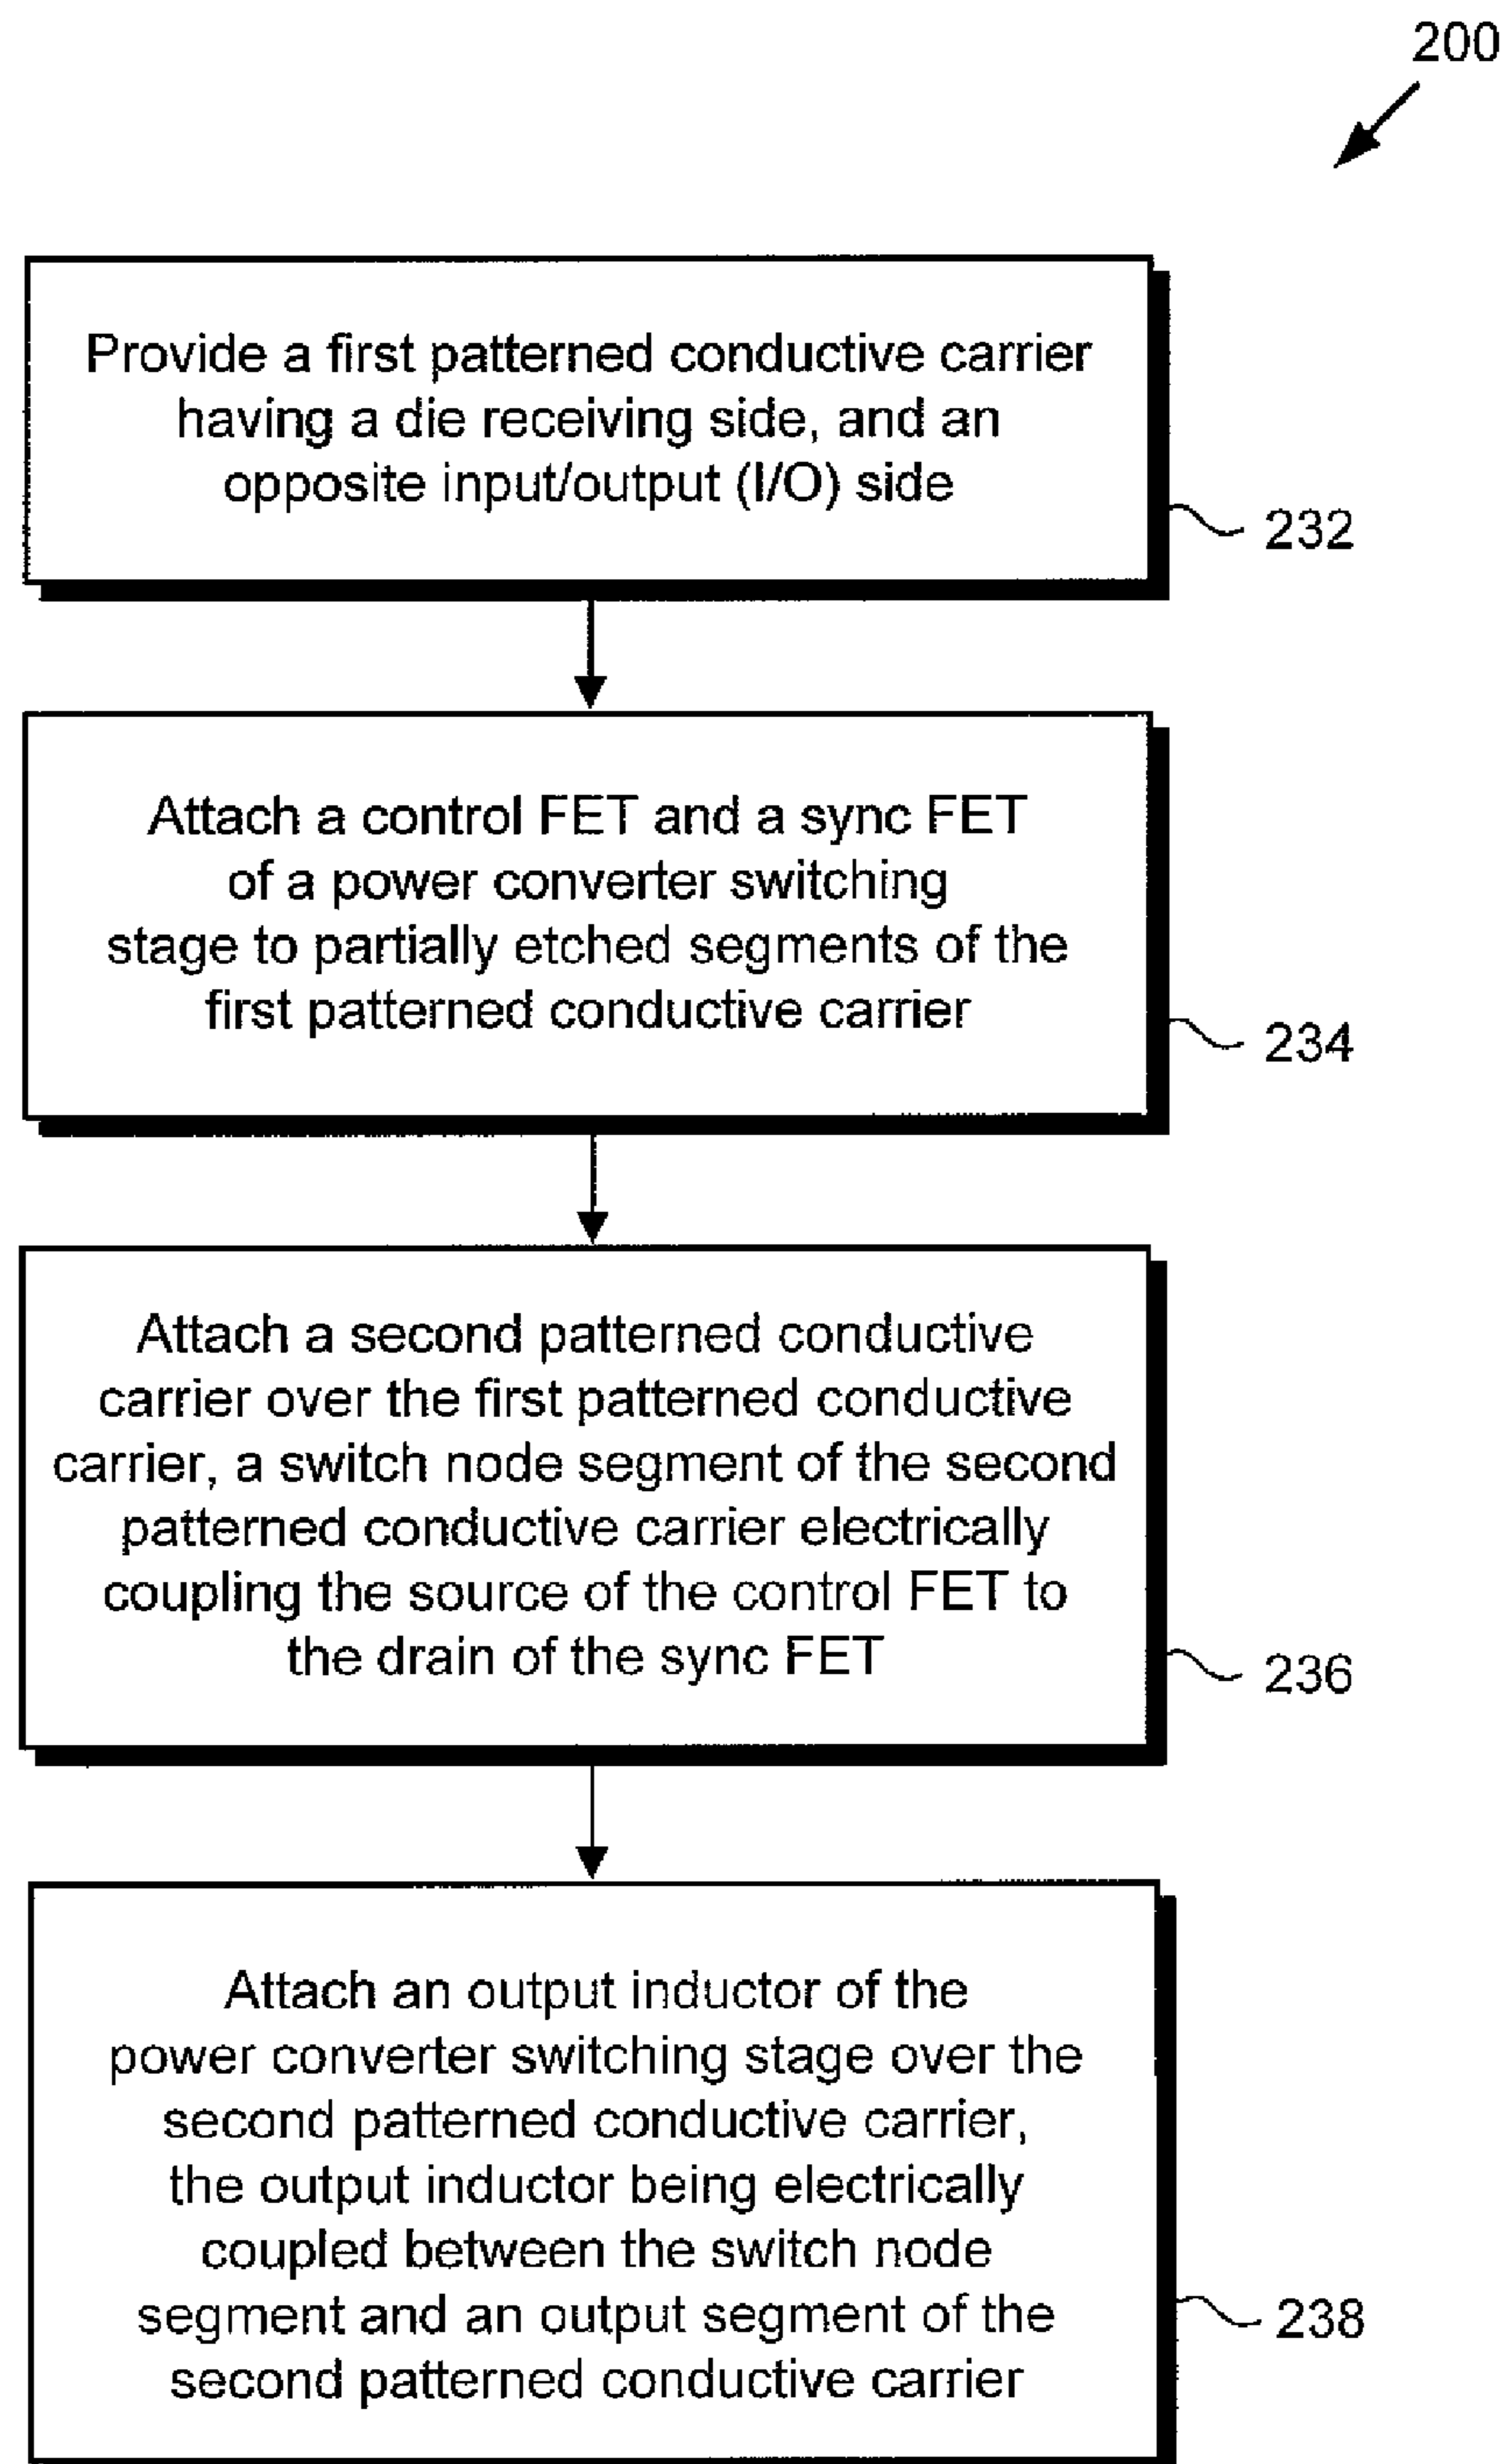 200
Provide a first patterned conductive carrier
having a die receiving side, and an
opposite input/output (I/O) side
232
Attach a control FET and a sync FET
of a power converter switching
stage to partially etched segments of the
first patterned conductive carrier
234
Attach a second patterned conductive
carrier over the first patterned conductive
carrier, a switch node segment of the second
patterned conductive carrier electrically
coupling the source of the control FET to
the drain of the sync FET
236
Attach an output inductor of the
power converter switching stage over the
second patterned conductive carrier,
the output inductor being electrically
coupled between the switch node
segment and an output segment of the
second patterned conductive carrier
238